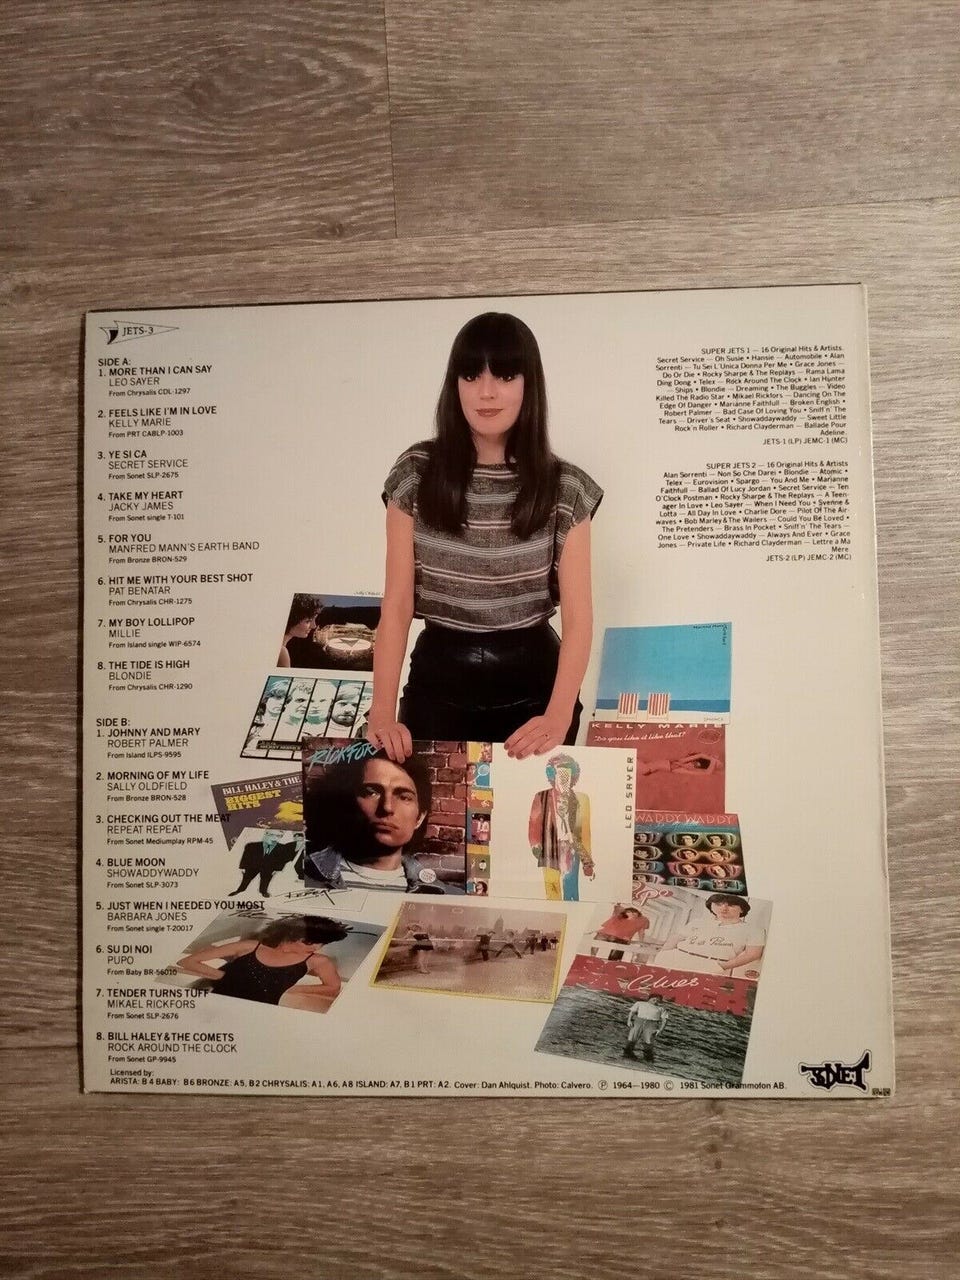 JETS-3
SIDE A:
1. MORE THAN I CAN SAY
LEO SAYER
From Chrysalis CDL-1297
2. FEELS LIKE I'M IN LOVE
KELLY MARIE
From PRT CABLP-1003
3. YE SI CA
SECRET SERVICE
From Sonet SLP-2675
4. TAKE MY HEART
JACKY JAMES
From Sonet single T-101
5. FOR YOU
MANFRED MANN'S EARTH BAND
From Bronze BRON-529
6. HIT ME WITH YOUR BEST SHOT
PAT BENATAR
From Chrysalis CHR-1275
7. MY BOY LOLLIPOP
MILLIE
From Island single WIP-6574
8. THE TIDE IS HIGH
BLONDIE
From Chrysalis CHR-1290
SIDE B:
1. JOHNNY AND MARY
ROBERT PALMER
From Island ILPS-9595
2. MORNING OF MY LIFE
SALLY OLDFIELD
From Bronze BRON-528
3. CHECKING OUT THE MEAT
REPEAT REPEAT
From Sonet Mediumplay RPM-45
4. BLUE MOON
SHOWADDYWADDY
From Sonet SLP-3073
5. JUST WHEN I NEEDED YOU MOST
BARBARA JONES
From Sonet single T-20017
6. SU DI NOI
PUPO
From Baby BR-56010
7. TENDER TURNS TUFF
MIKAEL RICKFORS
From Sonet SLP-2676
8. BILL HALEY & THE COMETS
ROCK AROUND THE CLOCK
From Sonet GP-9945
Licensed by:
ARISTA: B 4 BABY: B 6 BRONZE: A5, B 2 CHRYSALIS: A1, A6, A8 ISLAND: A7, B 1 PRT: A2. Cover: Dan Ahlquist. Photo: Calvero. Ⓟ 1964—1980 © 1981 Sonet Grammofon AB.
SUPER JETS 1 — 16 Original Hits & Artists.
Secret Service — Oh Susie • Hansie — Automobile • Alan
Sorrenti — Tu Sei L'Unica Donna Per Me • Grace Jones —
Do Or Die • Rocky Sharpe & The Replays — Rama Lama
Ding Dong • Telex — Rock Around The Clock • Ian Hunter
— Ships • Blondie — Dreaming • The Buggles — Video
Killed The Radio Star • Mikael Rickfors — Dancing On The
Edge Of Danger • Marianne Faithfull — Broken English •
Robert Palmer — Bad Case Of Loving You • Sniff'n' The
Tears — Driver's Seat • Showaddywaddy — Sweet Little
Rock'n Roller • Richard Clayderman — Ballade Pour
Adeline.
JETS-1 (LP) JEMC-1 (MC)
SUPER JETS 2 — 16 Original Hits & Artists
Alan Sorrenti — Non So Che Darei • Blondie — Atomic •
Telex — Eurovision • Spargo — You And Me • Marianne
Faithfull — Ballad Of Lucy Jordan • Secret Service — Ten
O'Clock Postman • Rocky Sharpe & The Replays — A Teen-
ager In Love • Leo Sayer — When I Need You • Svenne &
Lotta — All Day In Love • Charlie Dore — Pilot Of The Air-
waves • Bob Marley & The Wailers — Could You Be Loved •
The Pretenders — Brass In Pocket • Sniff'n' The Tears —
One Love • Showaddywaddy — Always And Ever • Grace
Jones — Private Life • Richard Clayderman — Lettre à Ma
Mère
JETS-2 (LP) JEMC-2 (MC)
KELLY MARIE
Do you like it like that?
RICKFOR
LEO SAYER
BILL HALEY & THE
BIGGEST
HITS
WADDYWADDY
Pupo
Clues
SONET